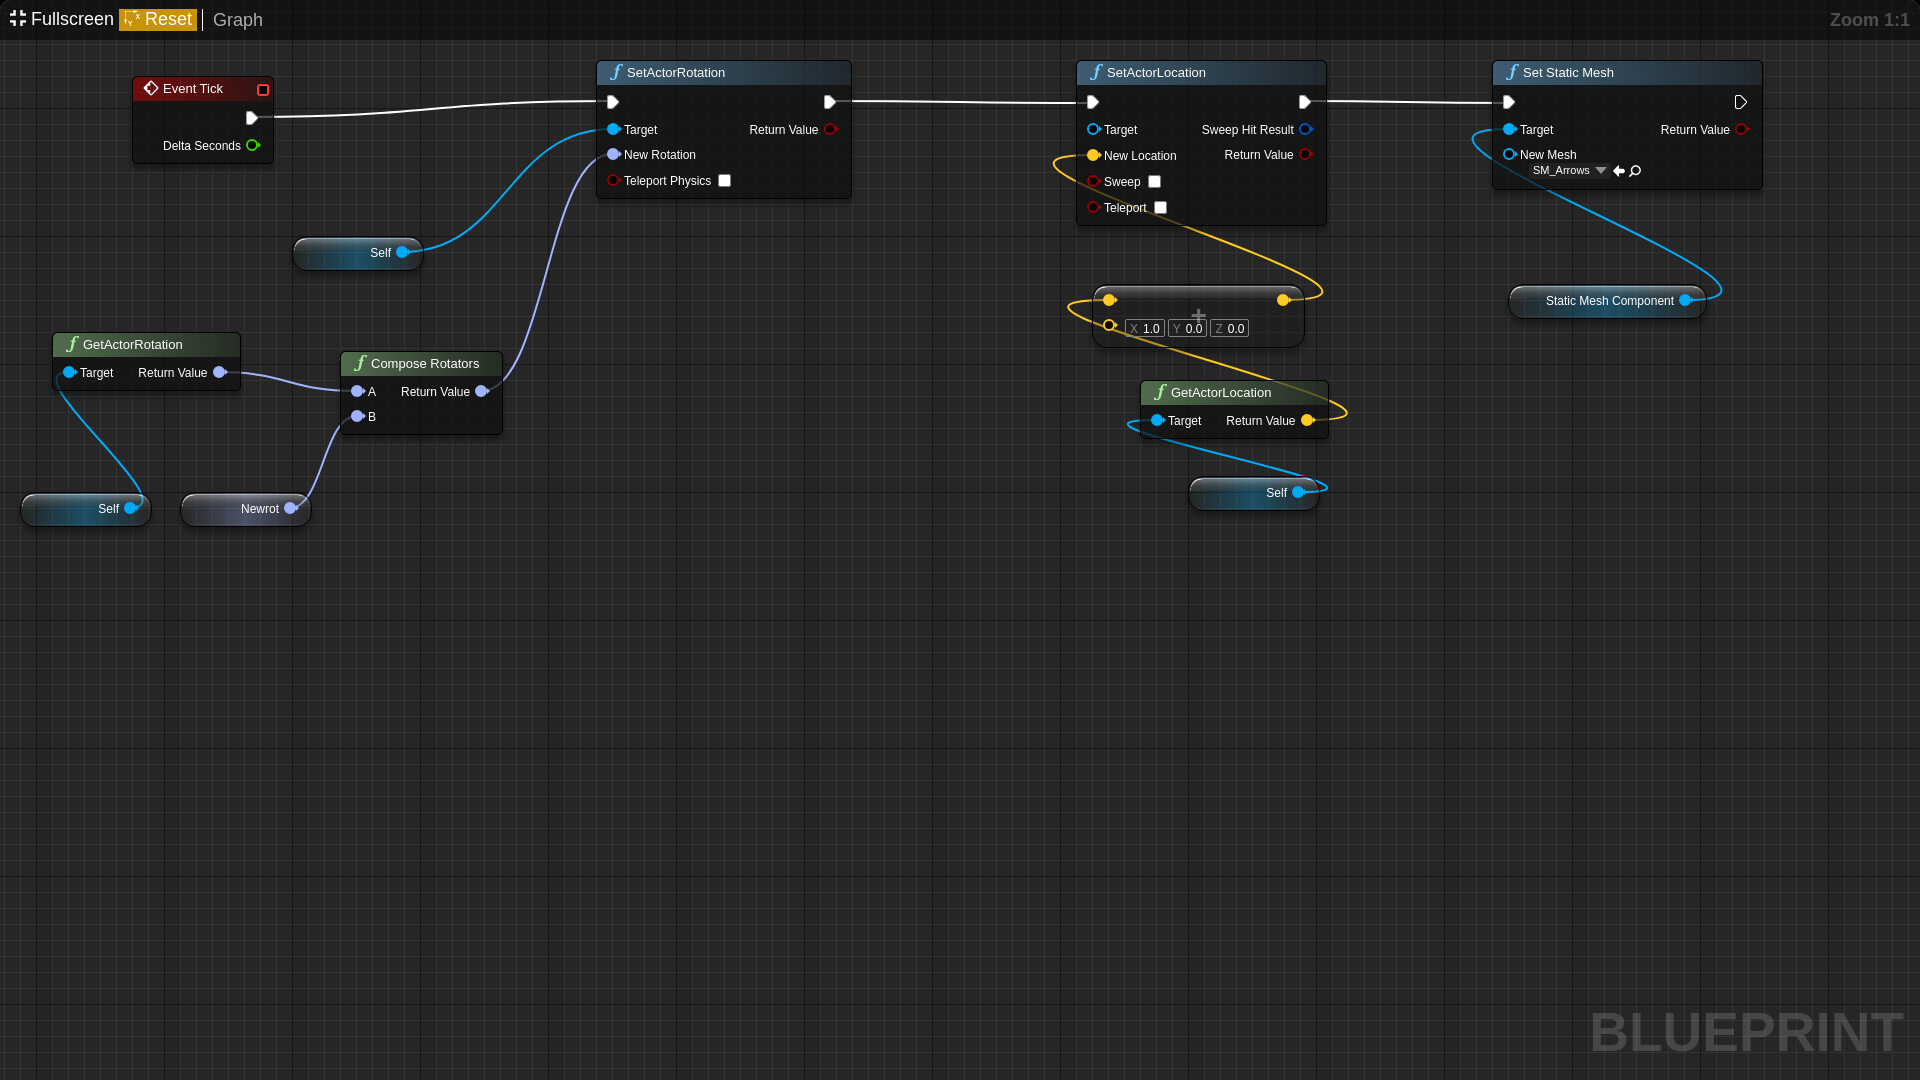 Fullscreen Reset Graph Zoom 1:1
Event Tick
Delta Seconds
SetActorRotation
Target Return Value
New Rotation
Teleport Physics
SetActorLocation
Target Sweep Hit Result
New Location Return Value
Sweep
Teleport
Set Static Mesh
Target Return Value
New Mesh
SM_Arrows
Self
X 1.0 Y 0.0 Z 0.0
Static Mesh Component
GetActorRotation
Target Return Value
Compose Rotators
A Return Value
B
GetActorLocation
Target Return Value
Self
Newrot
Self
BLUEPRINT